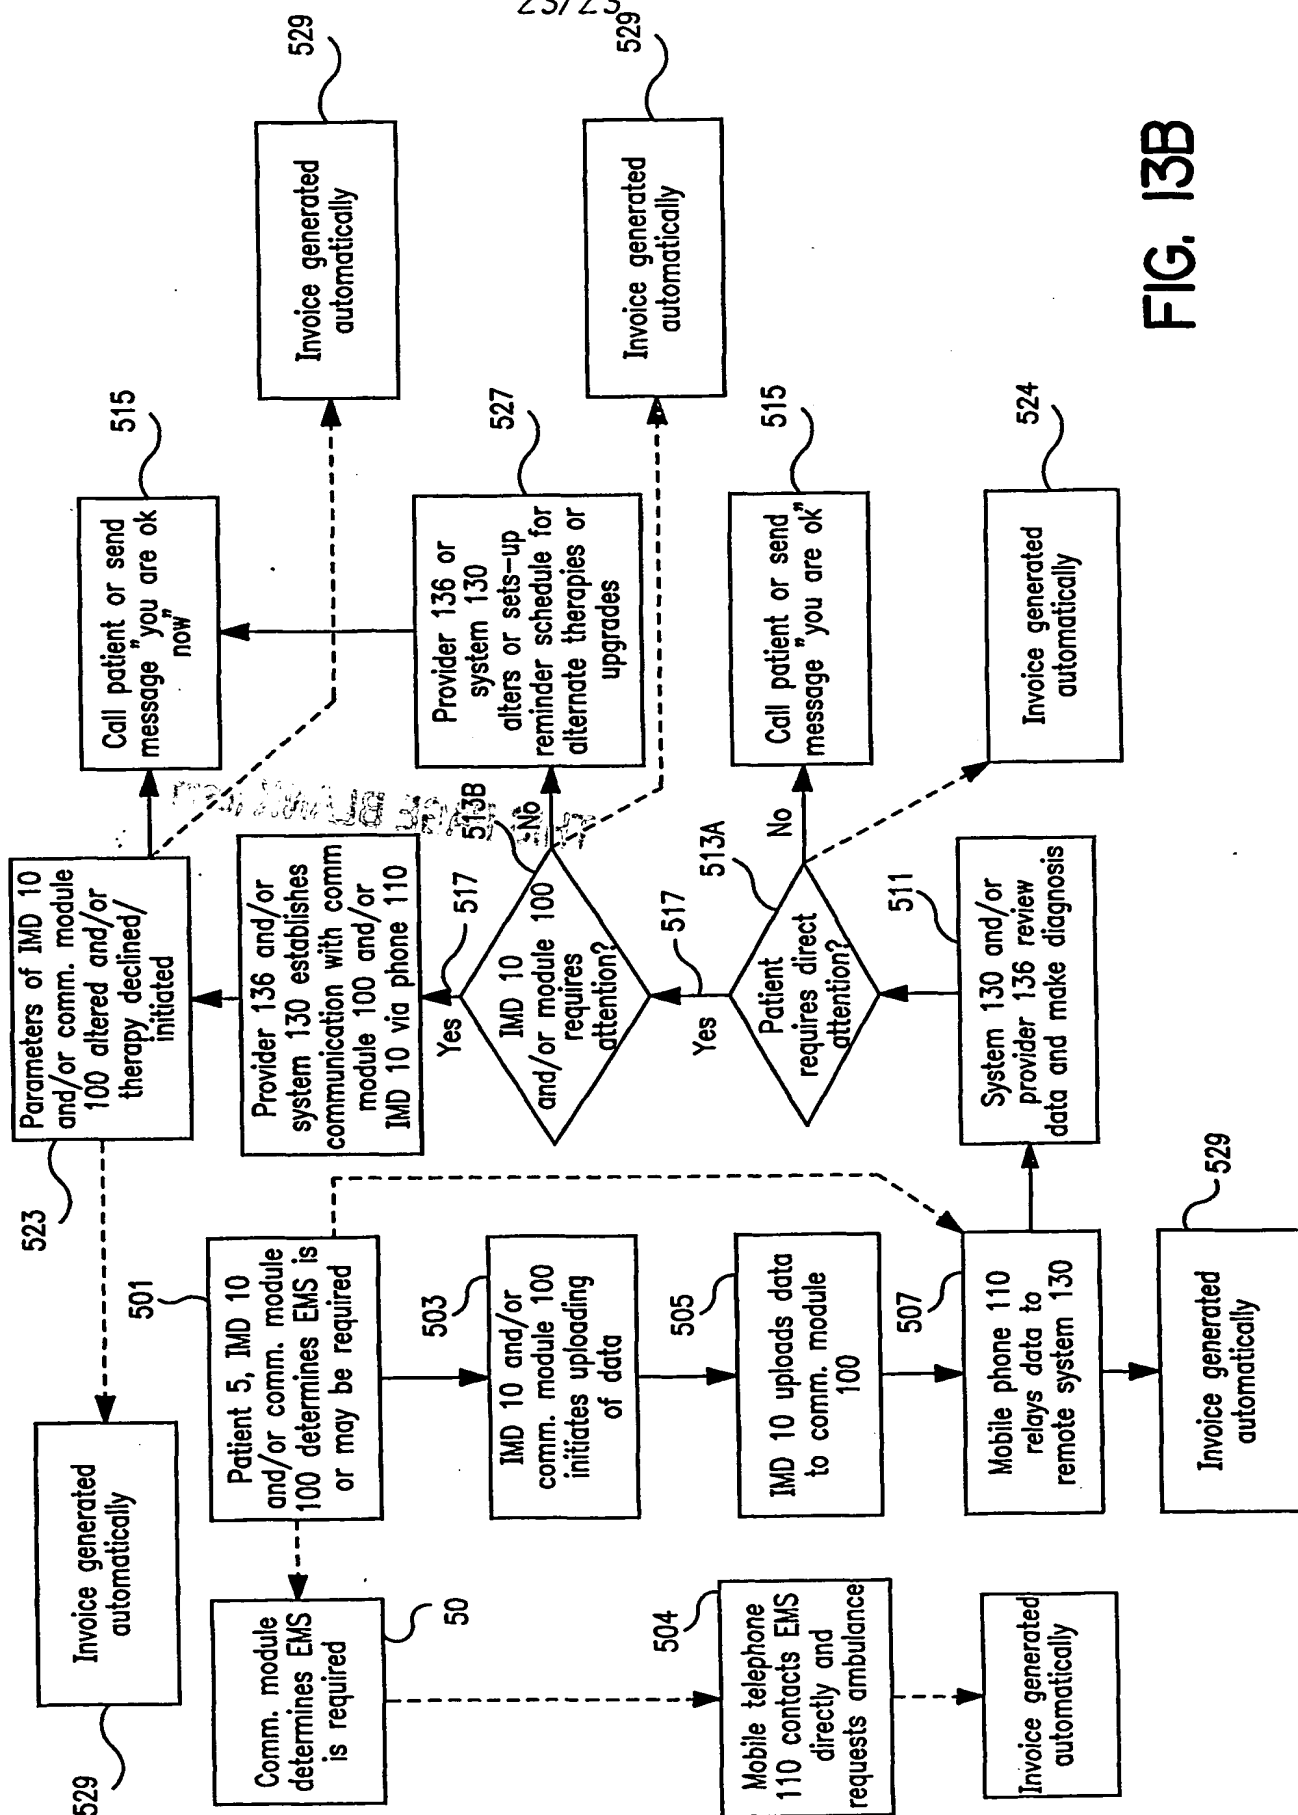 23/23
529
Invoice generated
automatically
523
Parameters of IMD 10
and/or comm. module
100 altered and/or
therapy declined/
initiated
Call patient or send
message "you are ok
now"
515
529
Invoice generated
automatically
501
Patient 5, IMD 10
and/or comm. module
100 determines EMS is
or may be required
Provider 136 and/or
system 130 establishes
communication with comm
module 100 and/or
IMD 10 via phone 110
517
Yes
Comm. module
determines EMS
is required
50
503
IMD 10 and/or
comm. module 100
initiates uploading
of data
IMD 10
and/or module 100
requires
attention?
513B
No
Provider 136 or
system 130
alters or sets-up
reminder schedule for
alternate therapies or
upgrades
527
529
Invoice generated
automatically
505
IMD 10 uploads data
to comm. module
100
517
Yes
504
Mobile telephone
110 contacts EMS
directly and
requests ambulance
Patient
requires direct
attention?
513A
No
Call patient or send
message "you are ok"
515
507
Mobile phone 110
relays data to
remote system 130
511
System 130 and/or
provider 136 review
data and make diagnosis
524
Invoice generated
automatically
Invoice generated
automatically
529
Invoice generated
automatically
FIG. 13B